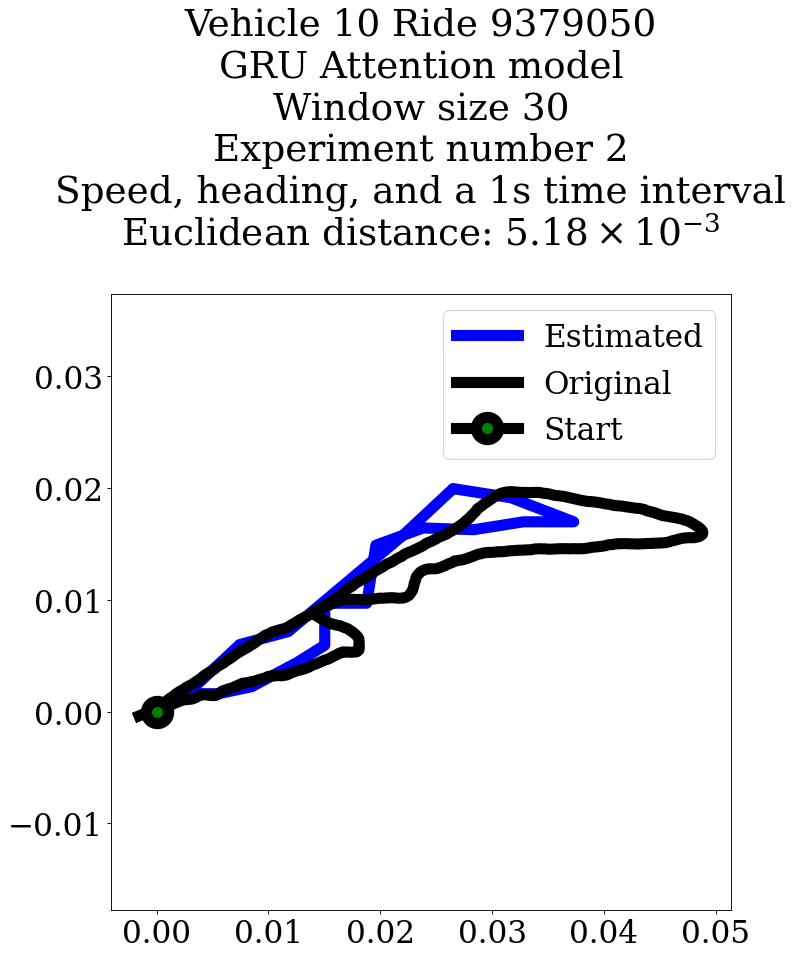 Vehicle 10 Ride 9379050
GRU Attention model
Window size 30
Experiment number 2
Speed, heading, and a 1s time interval
Euclidean distance: 5.18 × 10⁻³
Estimated
Original
Start
0.03
0.02
0.01
0.00
−0.01
0.00 0.01 0.02 0.03 0.04 0.05